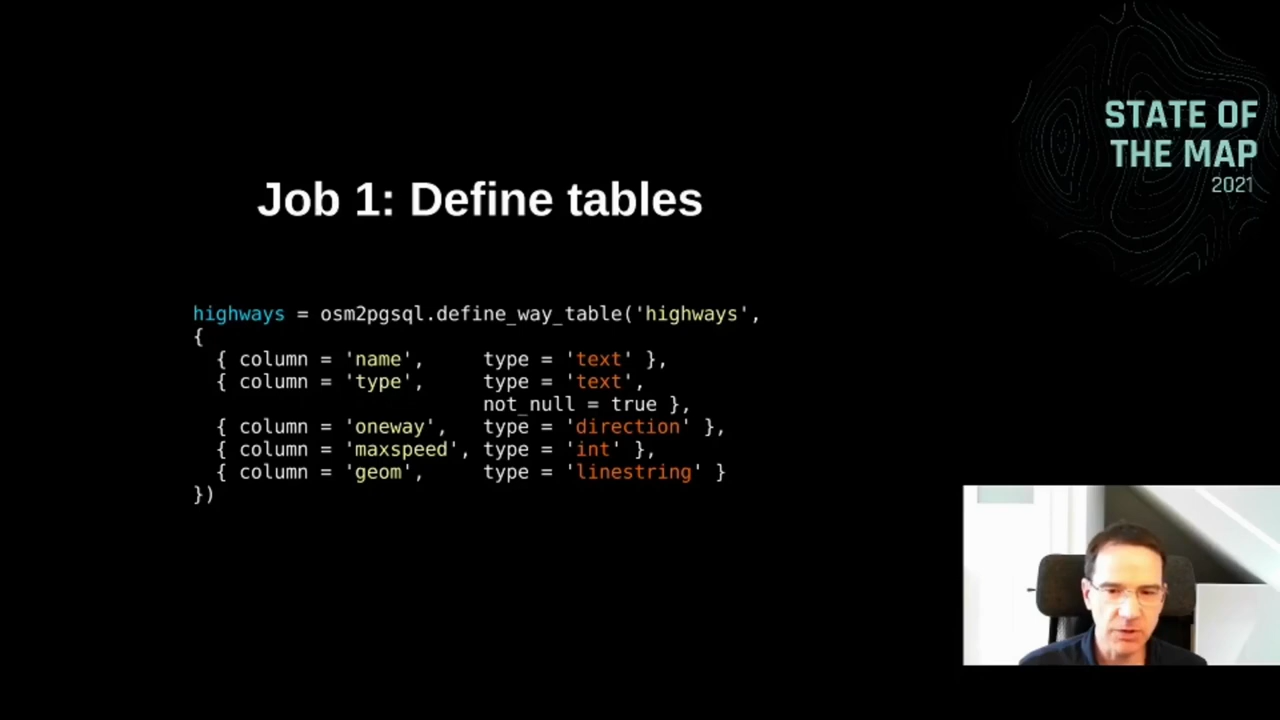 STATE OF
THE MAP
2021
Job 1: Define tables
highways = osm2pgsql.define_way_table('highways',
{
  { column = 'name',     type = 'text' },
  { column = 'type',     type = 'text',
                         not_null = true },
  { column = 'oneway',   type = 'direction' },
  { column = 'maxspeed', type = 'int' },
  { column = 'geom',     type = 'linestring' }
})